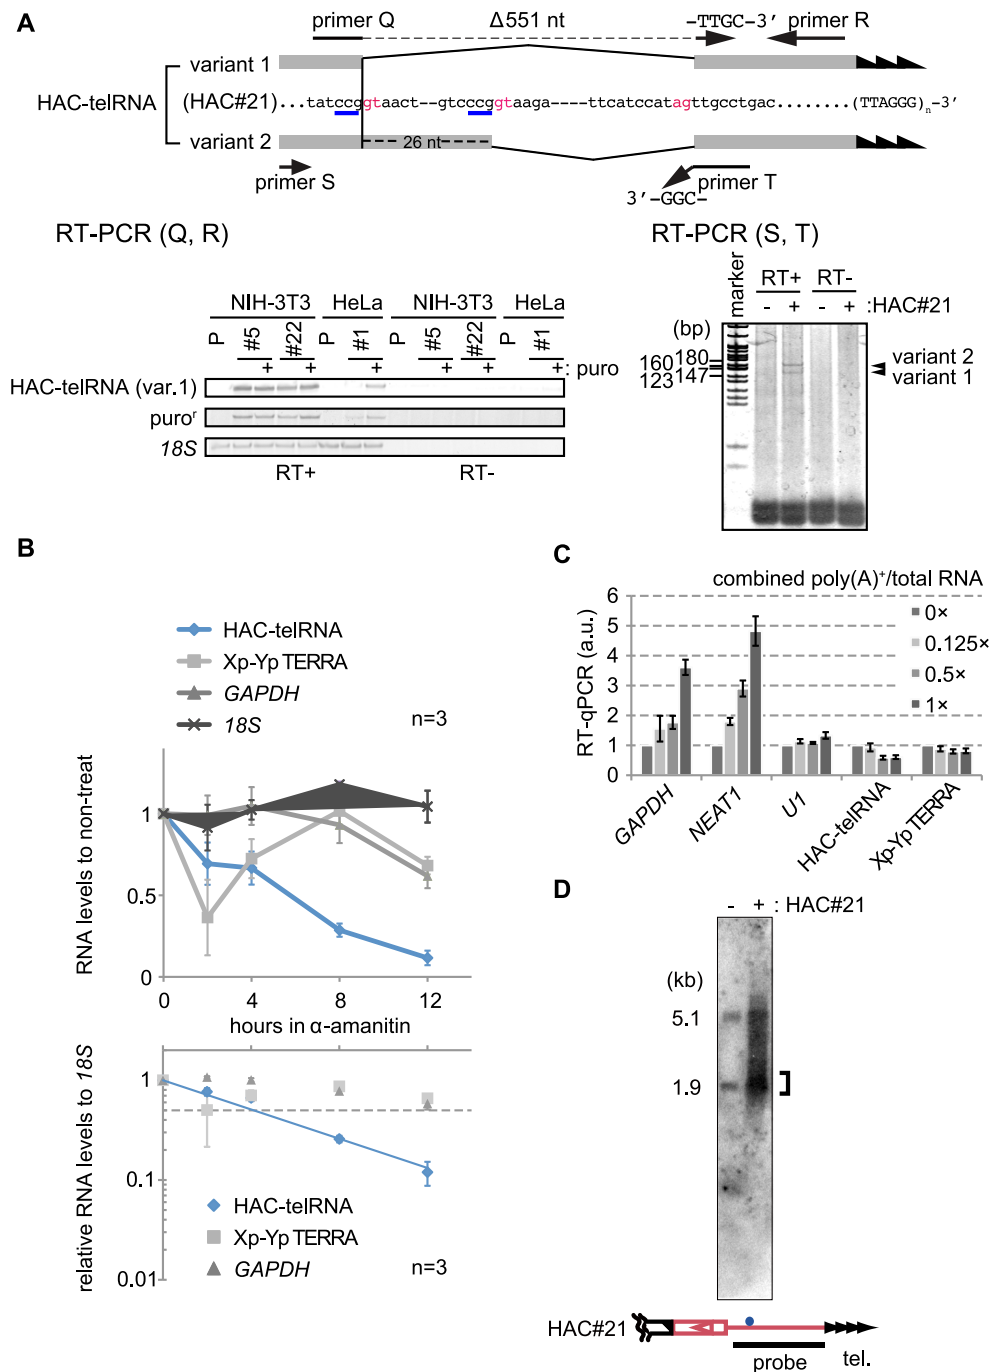 A
primer Q
Δ551 nt
-TTGC-3'
primer R
variant 1
HAC-telRNA
(HAC#21)
...tatccggtaact--gtcccggtaaga----ttcatccatagttgcctgac........(TTAGGG)n-3'
variant 2
26 nt
primer S
primer T
3'-GGC-
RT-PCR (Q, R)
RT-PCR (S, T)
NIH-3T3
HeLa
NIH-3T3
HeLa
P
#5
#22
P
#1
P
#5
#22
P
#1
+
+
+
+
+
+
: puro
HAC-telRNA (var.1)
puror
18S
RT+
RT-
marker
RT+
RT-
-
+
-
+
:HAC#21
(bp)
180
160
147
123
variant 2
variant 1
B
HAC-telRNA
Xp-Yp TERRA
GAPDH
18S
n=3
RNA levels to non-treat
1
0.5
0
0
4
8
12
hours in α-amanitin
relative RNA levels to 18S
1
0.1
0.01
HAC-telRNA
Xp-Yp TERRA
GAPDH
n=3
C
combined poly(A)+/total RNA
RT-qPCR (a.u.)
6
5
4
3
2
1
0
0×
0.125×
0.5×
1×
GAPDH
NEAT1
U1
HAC-telRNA
Xp-Yp TERRA
D
-
+
: HAC#21
(kb)
5.1
1.9
HAC#21
probe
tel.